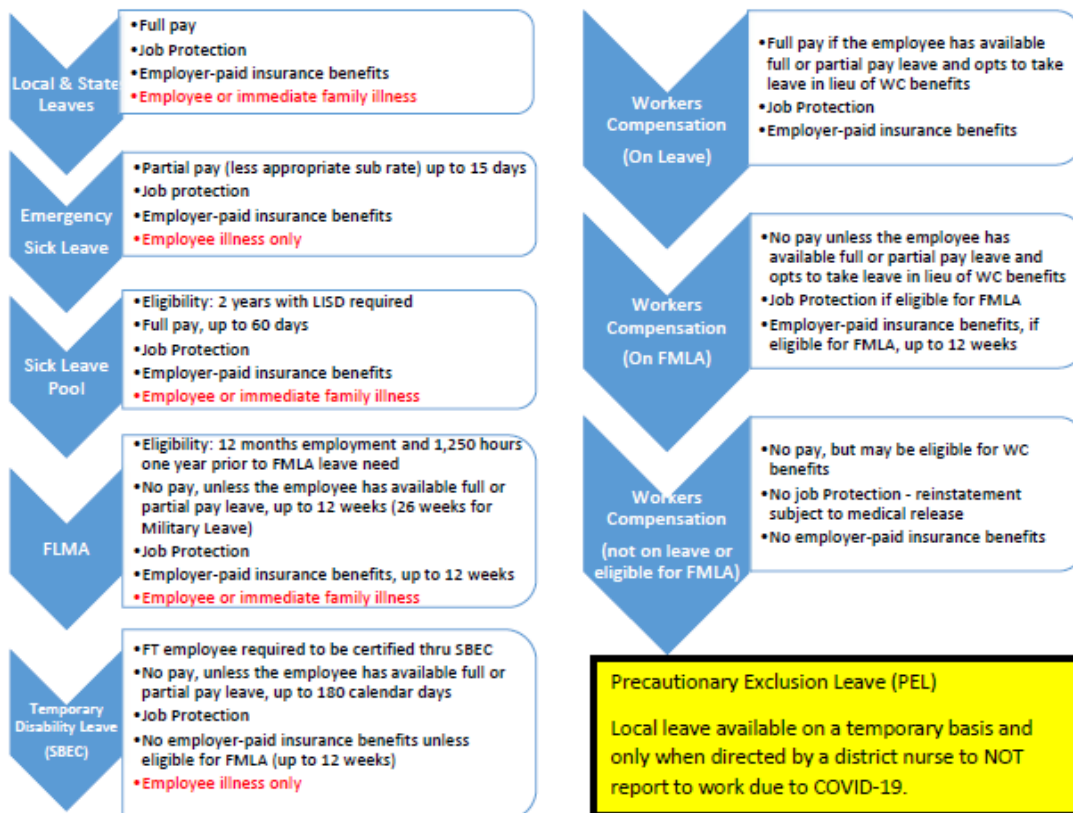 Local & State
Leaves
•Full pay
•Job Protection
•Employer-paid insurance benefits
•Employee or immediate family illness
Emergency
Sick Leave
•Partial pay (less appropriate sub rate) up to 15 days
•Job protection
•Employer-paid insurance benefits
•Employee illness only
Sick Leave
Pool
•Eligibility: 2 years with LISD required
•Full pay, up to 60 days
•Job Protection
•Employer-paid insurance benefits
•Employee or immediate family illness
FLMA
•Eligibility: 12 months employment and 1,250 hours
one year prior to FMLA leave need
•No pay, unless the employee has available full or
partial pay leave, up to 12 weeks (26 weeks for
Military Leave)
•Job Protection
•Employer-paid insurance benefits, up to 12 weeks
•Employee or immediate family illness
Temporary
Disability Leave
(SBEC)
•FT employee required to be certified thru SBEC
•No pay, unless the employee has available full or
partial pay leave, up to 180 calendar days
•Job Protection
•No employer-paid insurance benefits unless
eligible for FMLA (up to 12 weeks)
•Employee illness only
Workers
Compensation
(On Leave)
•Full pay if the employee has available
full or partial pay leave and opts to take
leave in lieu of WC benefits
•Job Protection
•Employer-paid insurance benefits
Workers
Compensation
(On FMLA)
•No pay unless the employee has
available full or partial pay leave and
opts to take leave in lieu of WC benefits
•Job Protection if eligible for FMLA
•Employer-paid insurance benefits, if
eligible for FMLA, up to 12 weeks
Workers
Compensation
(not on leave or
eligible for FMLA)
•No pay, but may be eligible for WC
benefits
•No job Protection - reinstatement
subject to medical release
•No employer-paid insurance benefits
Precautionary Exclusion Leave (PEL)
Local leave available on a temporary basis and
only when directed by a district nurse to NOT
report to work due to COVID-19.